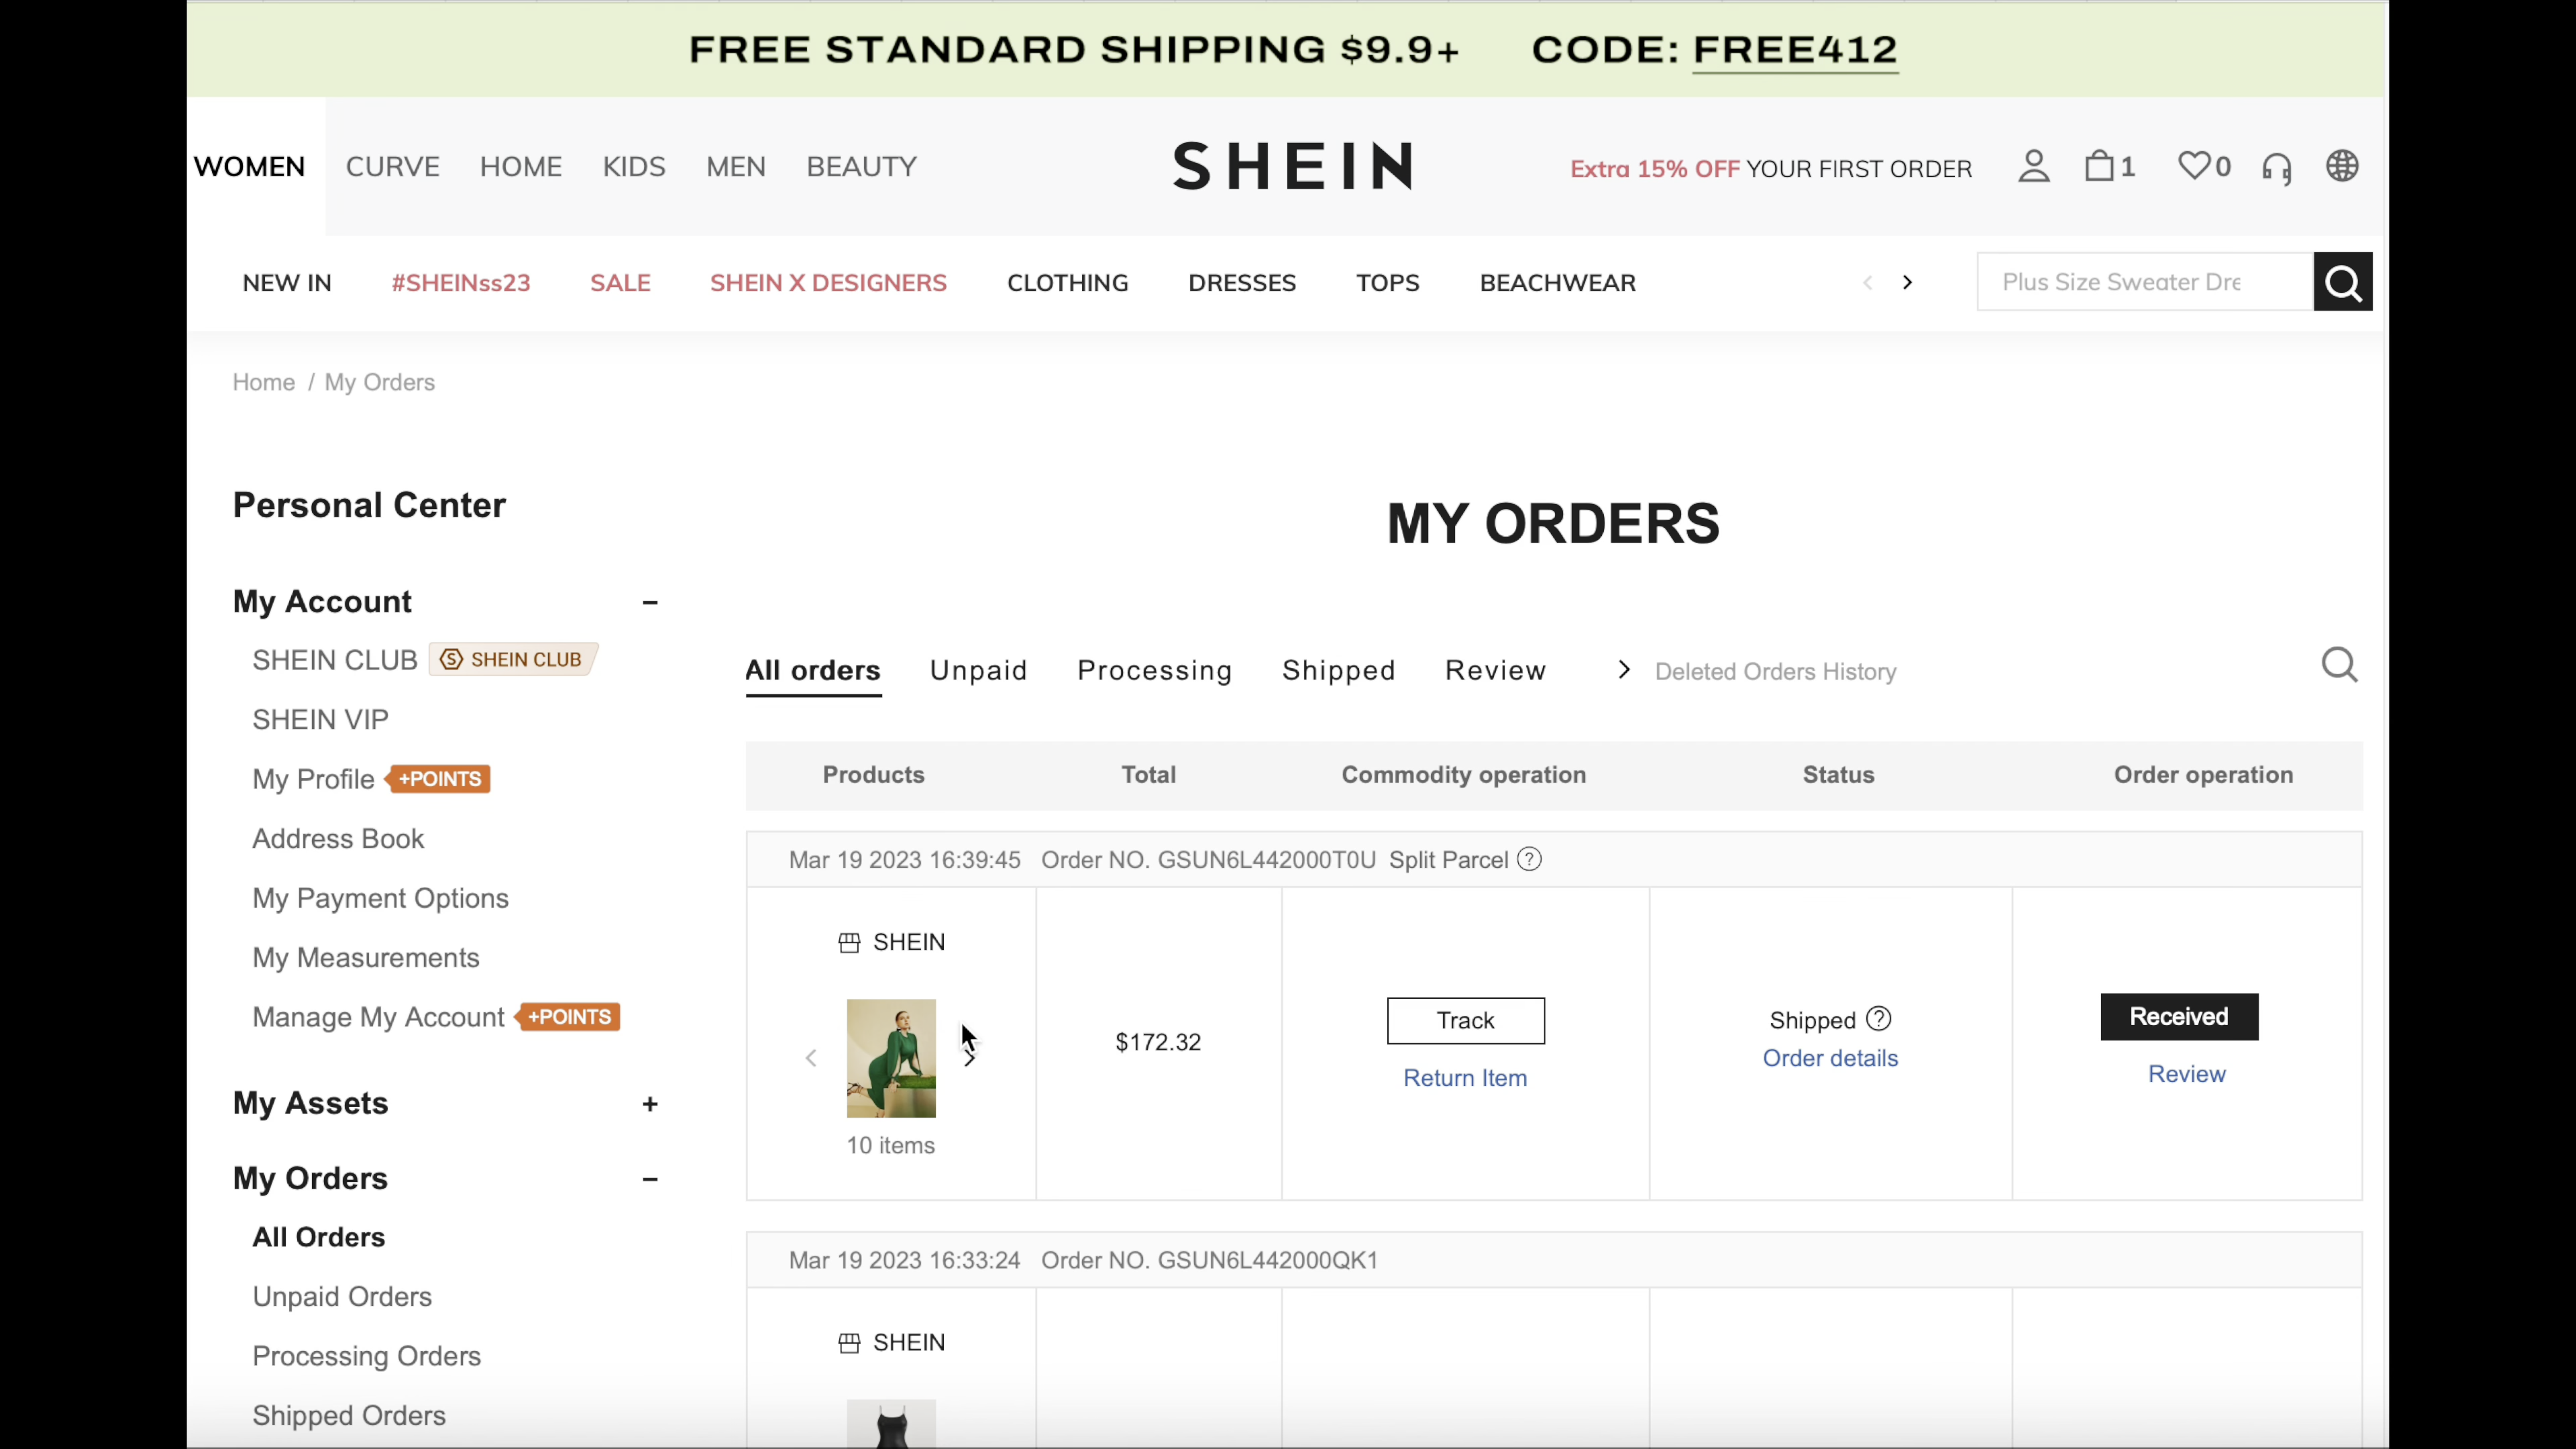 FREE STANDARD SHIPPING $9.9+ CODE: FREE412
WOMEN CURVE HOME KIDS MEN BEAUTY SHEIN Extra 15% OFF YOUR FIRST ORDER 1 0
NEW IN #SHEINss23 SALE SHEIN X DESIGNERS CLOTHING DRESSES TOPS BEACHWEAR Plus Size Sweater Dre
Home / My Orders
Personal Center
My Account −
SHEIN CLUB SHEIN CLUB
SHEIN VIP
My Profile +POINTS
Address Book
My Payment Options
My Measurements
Manage My Account +POINTS
My Assets +
My Orders −
All Orders
Unpaid Orders
Processing Orders
Shipped Orders
MY ORDERS
All orders Unpaid Processing Shipped Review > Deleted Orders History
Products Total Commodity operation Status Order operation
Mar 19 2023 16:39:45 Order NO. GSUN6L442000T0U Split Parcel ?
SHEIN
10 items
$172.32
Track
Return Item
Shipped ?
Order details
Received
Review
Mar 19 2023 16:33:24 Order NO. GSUN6L442000QK1
SHEIN